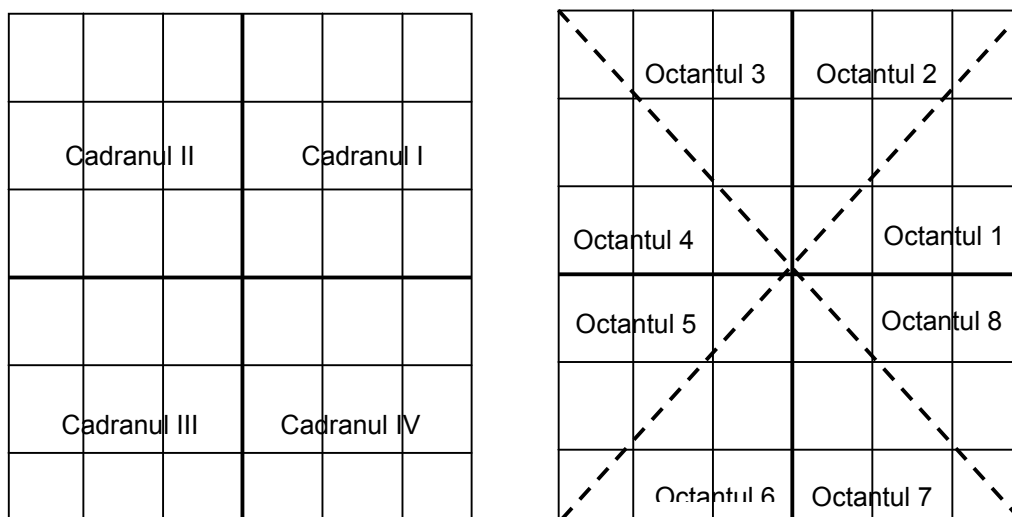 Cadranul II
Cadranul I
Cadranul III
Cadranul IV
Octantul 3
Octantul 2
Octantul 4
Octantul 1
Octantul 5
Octantul 8
Octantul 6
Octantul 7